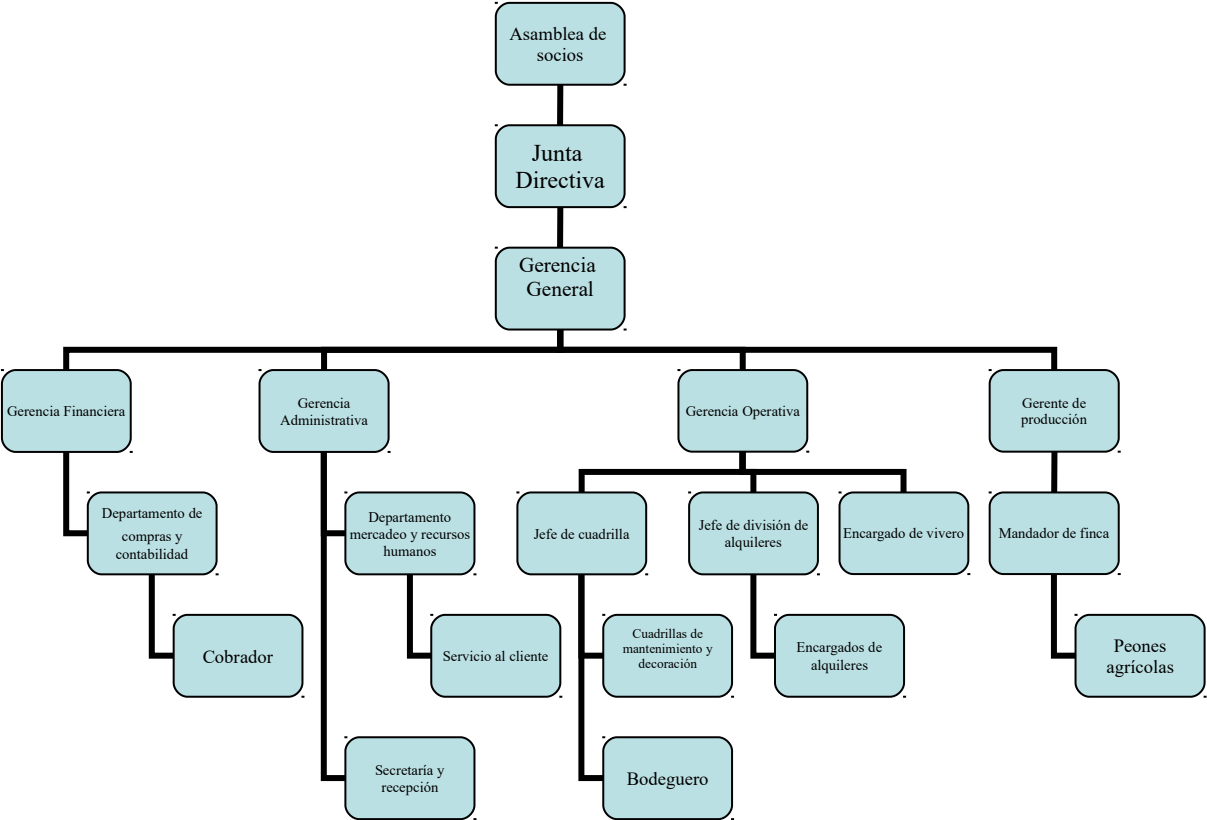 Asamblea de
socios
Junta
Directiva
Gerencia
General
Gerencia Financiera
Gerencia
Administrativa
Gerencia Operativa
Gerente de
producción
Departamento de
compras y
contabilidad
Departamento
mercadeo y recursos
humanos
Jefe de cuadrilla
Jefe de división de
alquileres
Encargado de vivero
Mandador de finca
Cobrador
Servicio al cliente
Cuadrillas de
mantenimiento y
decoración
Encargados de
alquileres
Peones
agrícolas
Secretaría y
recepción
Bodeguero